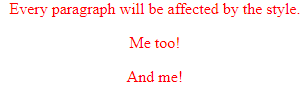 Every paragraph will be affected by the style.
Me too!
And me!